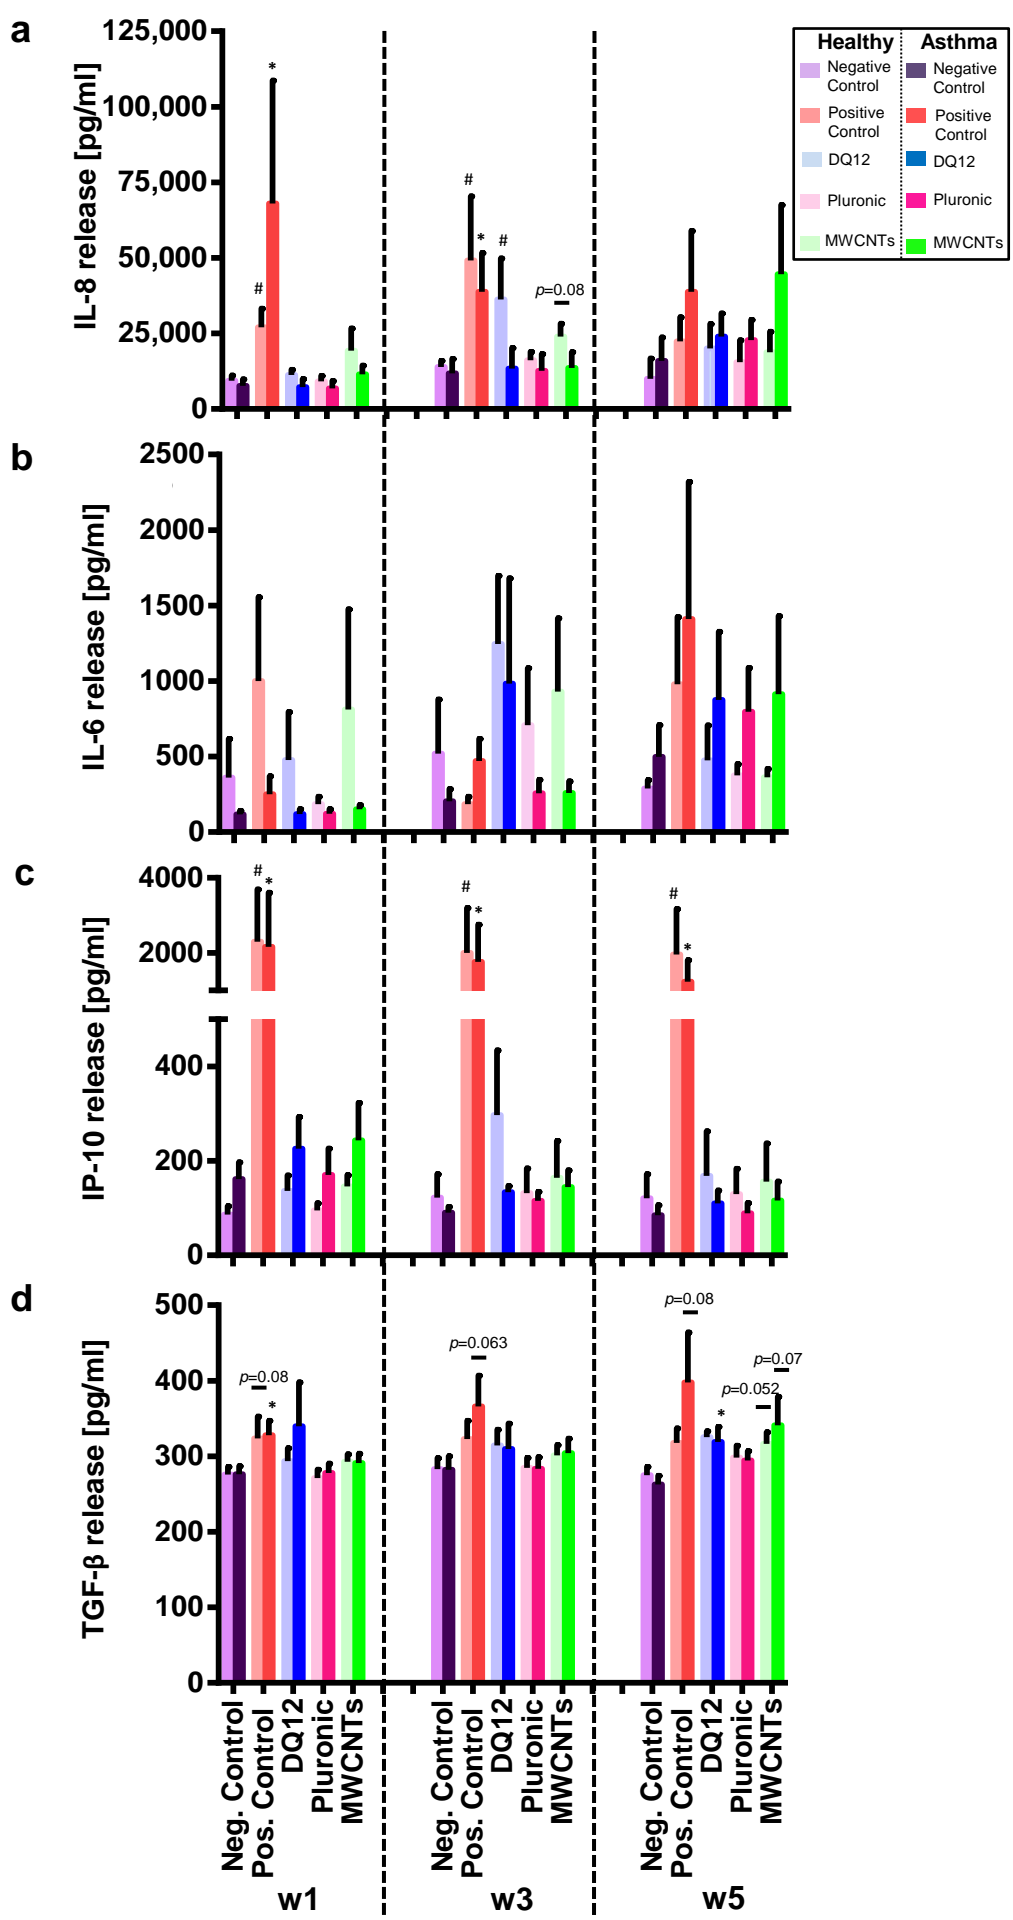 a
IL-8 release [pg/ml]
125,000
100,000
75,000
50,000
25,000
0
#
*
#
*
#
p=0.08
Healthy
Asthma
Negative
Control
Negative
Control
Positive
Control
Positive
Control
DQ12
DQ12
Pluronic
Pluronic
MWCNTs
MWCNTs
b
IL-6 release [pg/ml]
2500
2000
1500
1000
500
0
c
IP-10 release [pg/ml]
4000
2000
400
200
0
#
*
#
*
#
*
d
TGF-β release [pg/ml]
500
400
300
200
100
0
p=0.08
*
p=0.063
p=0.08
p=0.052
*
p=0.07
Neg. Control
Pos. Control
DQ12
Pluronic
MWCNTs
Neg. Control
Pos. Control
DQ12
Pluronic
MWCNTs
Neg. Control
Pos. Control
DQ12
Pluronic
MWCNTs
w1
w3
w5